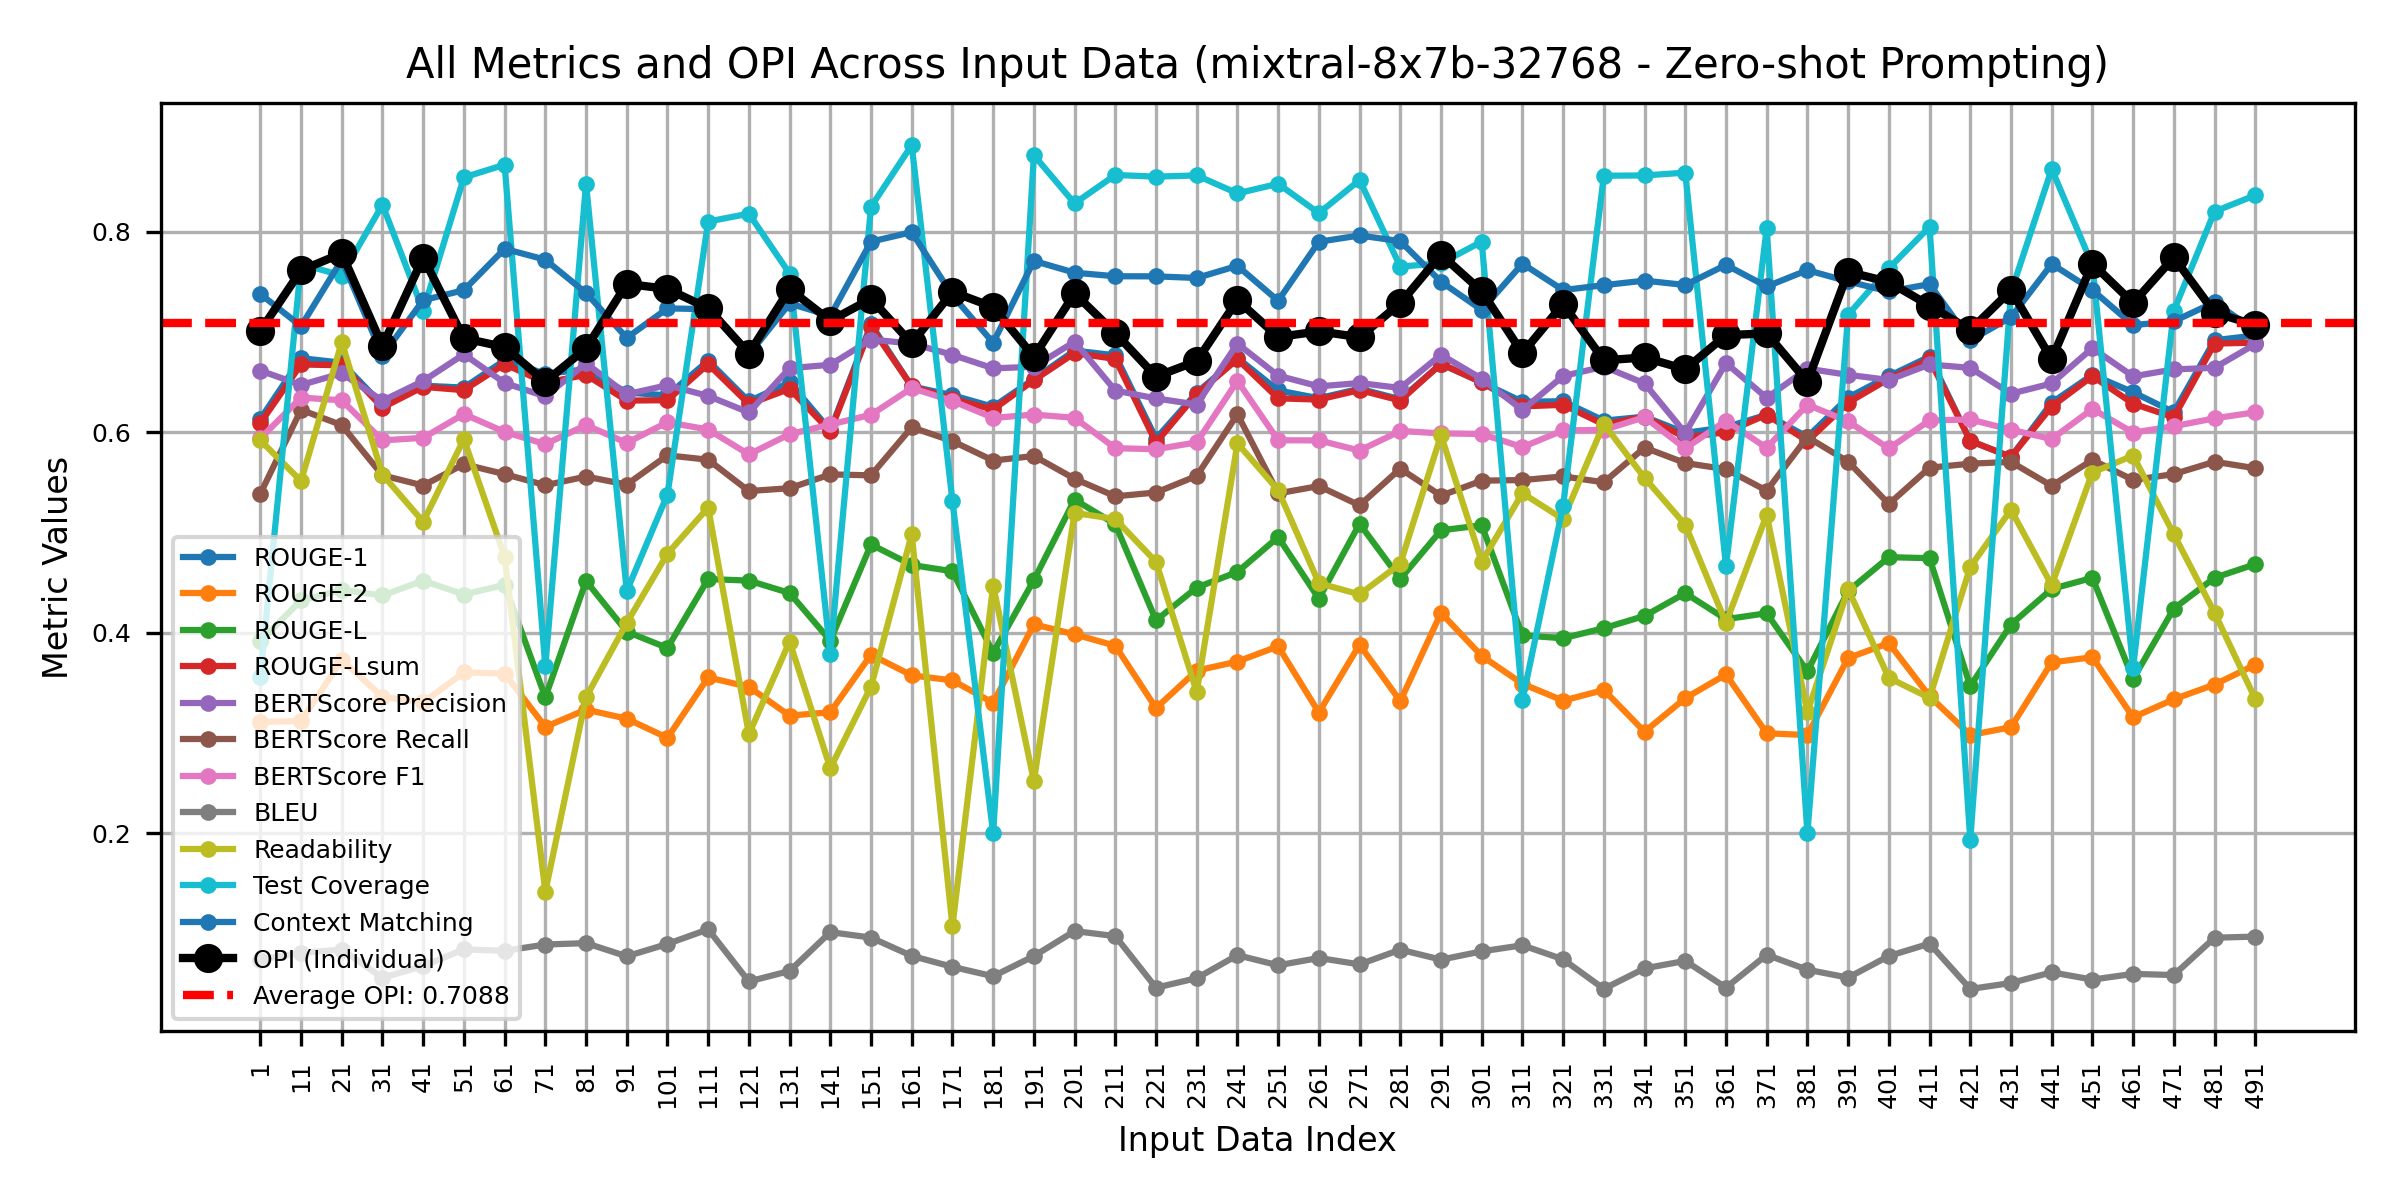 All Metrics and OPI Across Input Data (mixtral-8x7b-32768 - Zero-shot Prompting)
Metric Values
0.8
0.6
0.4
0.2
ROUGE-1
ROUGE-2
ROUGE-L
ROUGE-Lsum
BERTScore Precision
BERTScore Recall
BERTScore F1
BLEU
Readability
Test Coverage
Context Matching
OPI (Individual)
Average OPI: 0.7088
1 11 21 31 41 51 61 71 81 91 101 111 121 131 141 151 161 171 181 191 201 211 221 231 241 251 261 271 281 291 301 311 321 331 341 351 361 371 381 391 401 411 421 431 441 451 461 471 481 491
Input Data Index